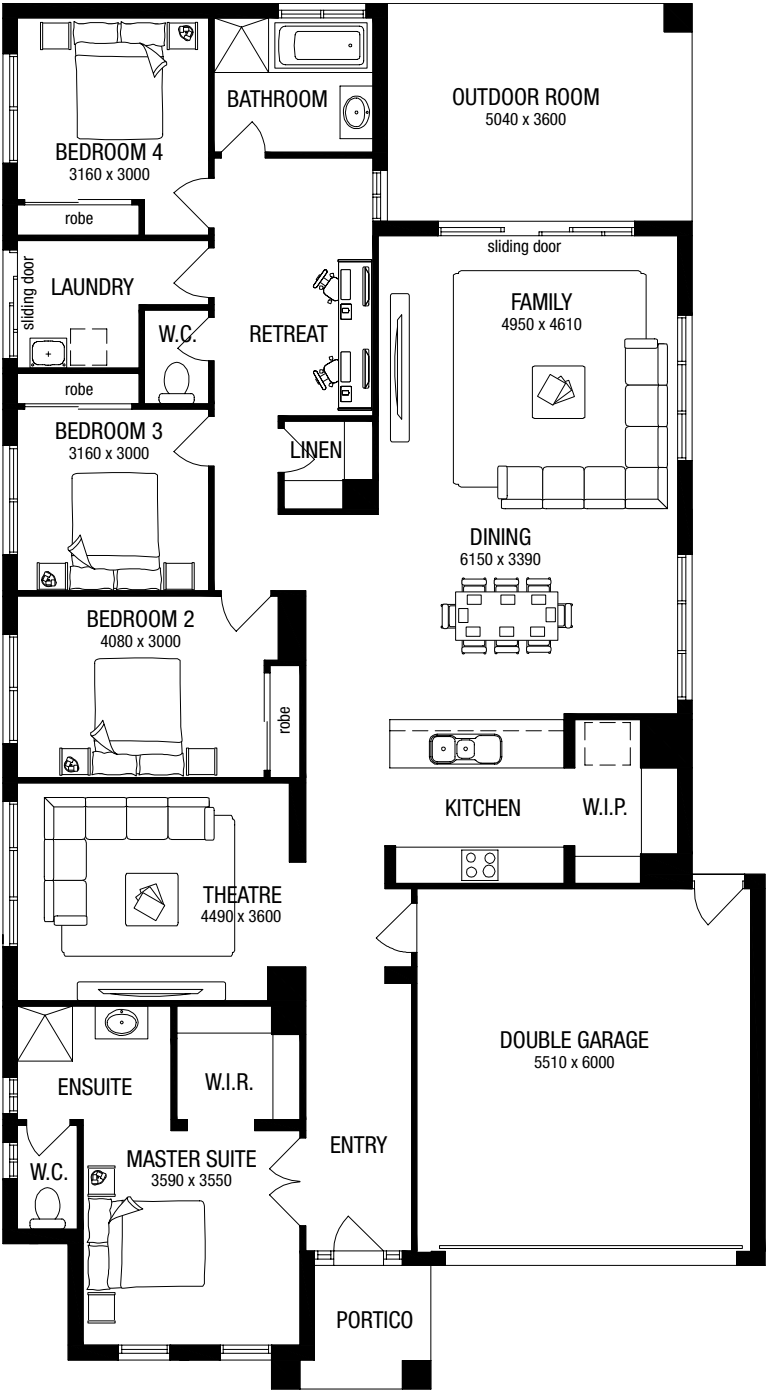 BATHROOM
OUTDOOR ROOM
5040 x 3600
BEDROOM 4
3160 x 3000
robe
sliding door
sliding door
LAUNDRY
FAMILY
4950 x 4610
W.C.
RETREAT
robe
BEDROOM 3
3160 x 3000
LINEN
DINING
6150 x 3390
BEDROOM 2
4080 x 3000
robe
KITCHEN
W.I.P.
THEATRE
4490 x 3600
DOUBLE GARAGE
5510 x 6000
ENSUITE
W.I.R.
ENTRY
W.C.
MASTER SUITE
3590 x 3550
PORTICO